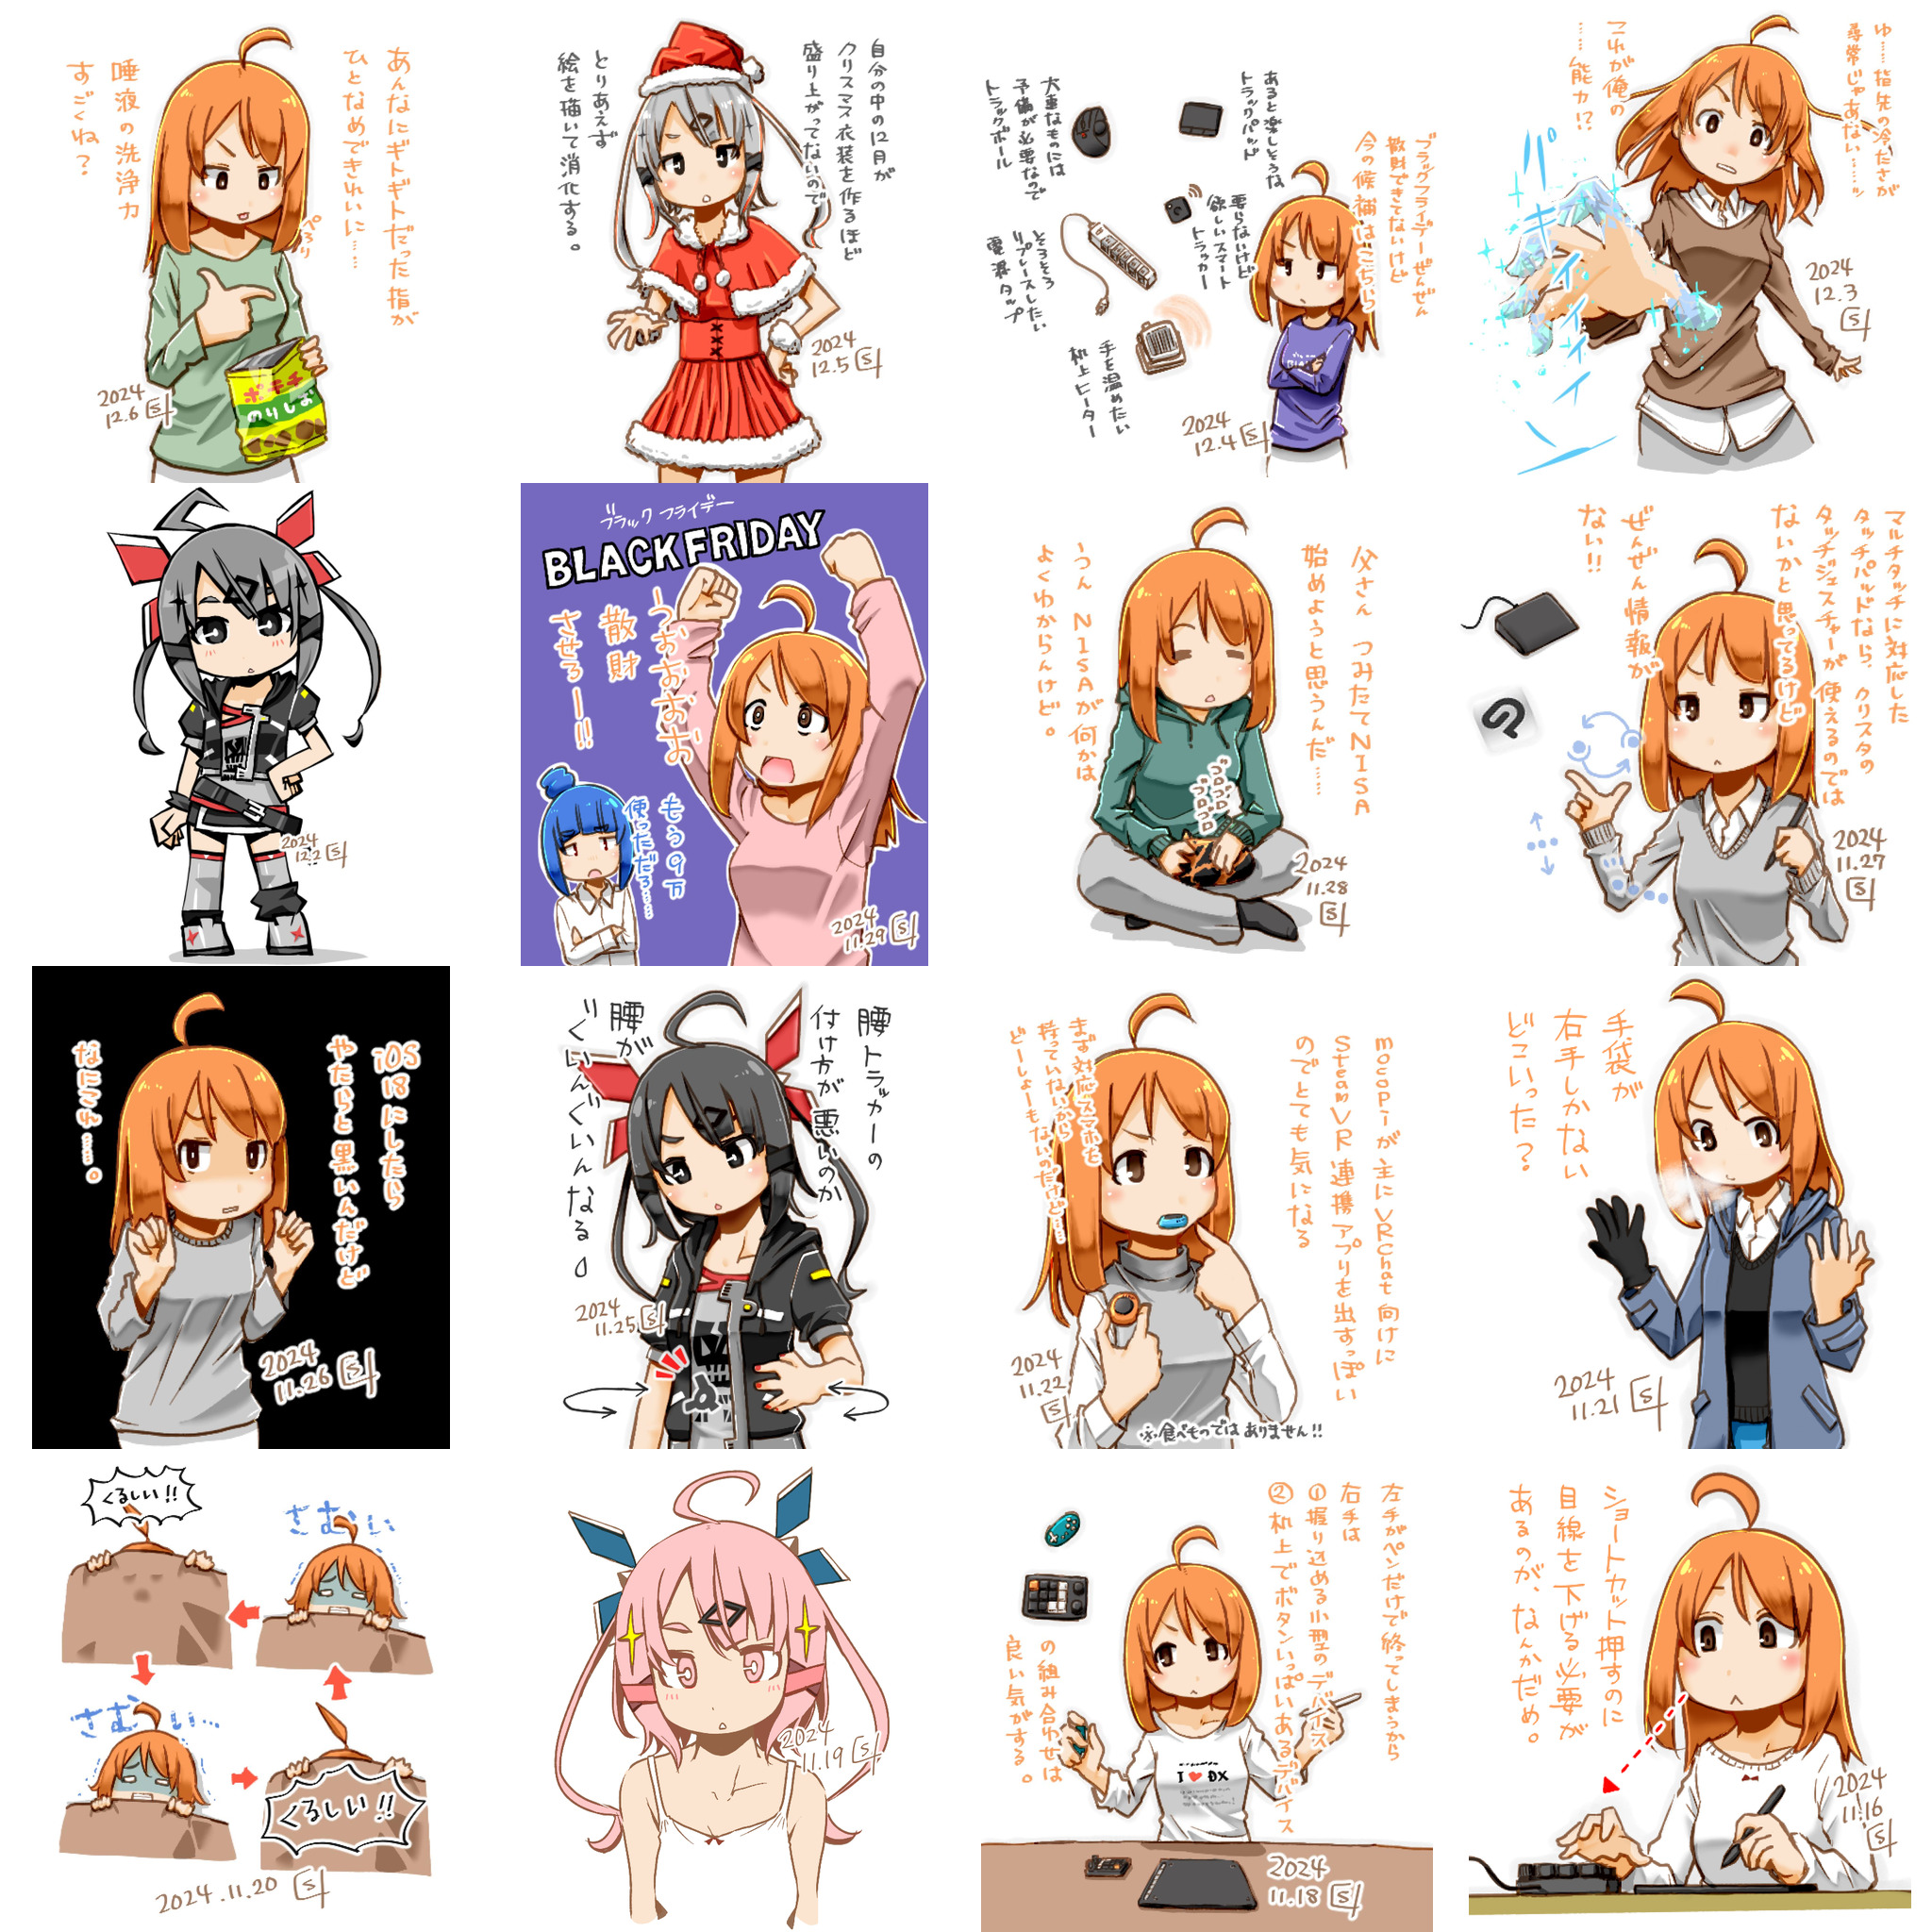 あんなにギトギトだった指が
ひとなめできれいに……
ぺろり
唾液の洗浄力
すごくね？
ポテチ
のりしお
2024
12.6
自分の中の12月が
クリスマス衣装を作るほど
盛り上がってないので
とりあえず
絵を描いて消化する。
2024
12.5
ブラックフライデーぜんぜん
散財できてないけど
今の候補はこちら
あると楽しそうな
トラックパッド
大事なものには
予備が必要なので
トラックボール
要らないけど
欲しいスマート
トラッカー
そろそろ
リプレースしたい
電源タップ
手を温めたい
机上ヒーター
2024
12.4
ゆ……指先の冷たさが
尋常じゃあない……ッ
これが俺の
……能力!?
パキイイイイ
2024
12.3
2024
12.2
ブラックフライデー
BLACK FRIDAY
うおおおお
散財
させろー!!
もう9万
使っただろ……
2024
11.29
父さん つみたてNISA
始めようと思うんだ……
うん NISAが何かは
よくわからんけど。
ゴロゴロ
ゴロゴロ
2024
11.28
マルチタッチに対応した
タッチパッドなら、クリスタの
タッチジェスチャーが使えるのでは
ないかと思ってるけど
ぜんぜん情報が
ない!!
2024
11.27
iOS
18にしたら
やたらと黒いんだけど
なにこれ……。
2024
11.26
腰トラッカーの
付け方が悪いのか
腰が
ぐいんぐいんなる。
2024
11.25
mocopiが主にVRChat向けに
SteamVR連携アプリを出すっぽい
のでとても気になる
まず対応スマホも
持っていないから
どーしょーもないのだけど…
※食べものではありません!!
2024
11.22
手袋が
右手しかない
どこいった？
2024
11.21
くるしい!!
さむい
さむい…
くるしい!!
2024.11.20
2024
11.19
左手がペンだけで終ってしまうから
右手は
①握り込める小型のデバイス
②机上でボタンいっぱいあるデバイス
の組み合わせは
良い気がする。
I ❤ DX
2024
11.18
ショートカット押すのに
目線を下げる必要が
あるのが、なんかだめ。
2024
11.16